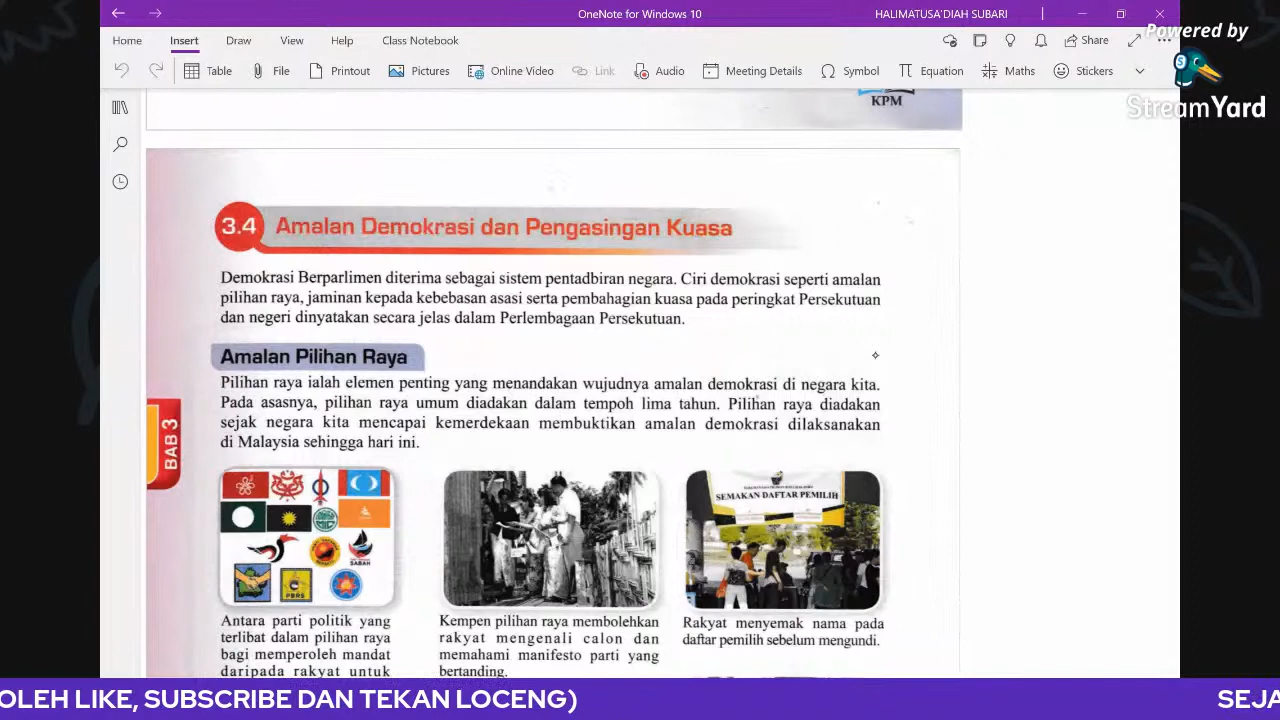 OneNote for Windows 10
HALIMATUSA'DIAH SUBARI
Powered by
StreamYard
Home
Insert
Draw
View
Help
Class Notebook
Share
Table
File
Printout
Pictures
Online Video
Link
Audio
Meeting Details
Symbol
Equation
Maths
Stickers
KPM
3.4 Amalan Demokrasi dan Pengasingan Kuasa
Demokrasi Berparlimen diterima sebagai sistem pentadbiran negara. Ciri demokrasi seperti amalan
pilihan raya, jaminan kepada kebebasan asasi serta pembahagian kuasa pada peringkat Persekutuan
dan negeri dinyatakan secara jelas dalam Perlembagaan Persekutuan.
Amalan Pilihan Raya
Pilihan raya ialah elemen penting yang menandakan wujudnya amalan demokrasi di negara kita.
Pada asasnya, pilihan raya umum diadakan dalam tempoh lima tahun. Pilihan raya diadakan
sejak negara kita mencapai kemerdekaan membuktikan amalan demokrasi dilaksanakan
di Malaysia sehingga hari ini.
BAB 3
SABAH
PBRS
SEMAKAN DAFTAR PEMILIH
Antara parti politik yang
terlibat dalam pilihan raya
bagi memperoleh mandat
daripada rakyat untuk
Kempen pilihan raya membolehkan
rakyat mengenali calon dan
memahami manifesto parti yang
bertanding.
Rakyat menyemak nama pada
daftar pemilih sebelum mengundi.
OLEH LIKE, SUBSCRIBE DAN TEKAN LOCENG)
SEJA